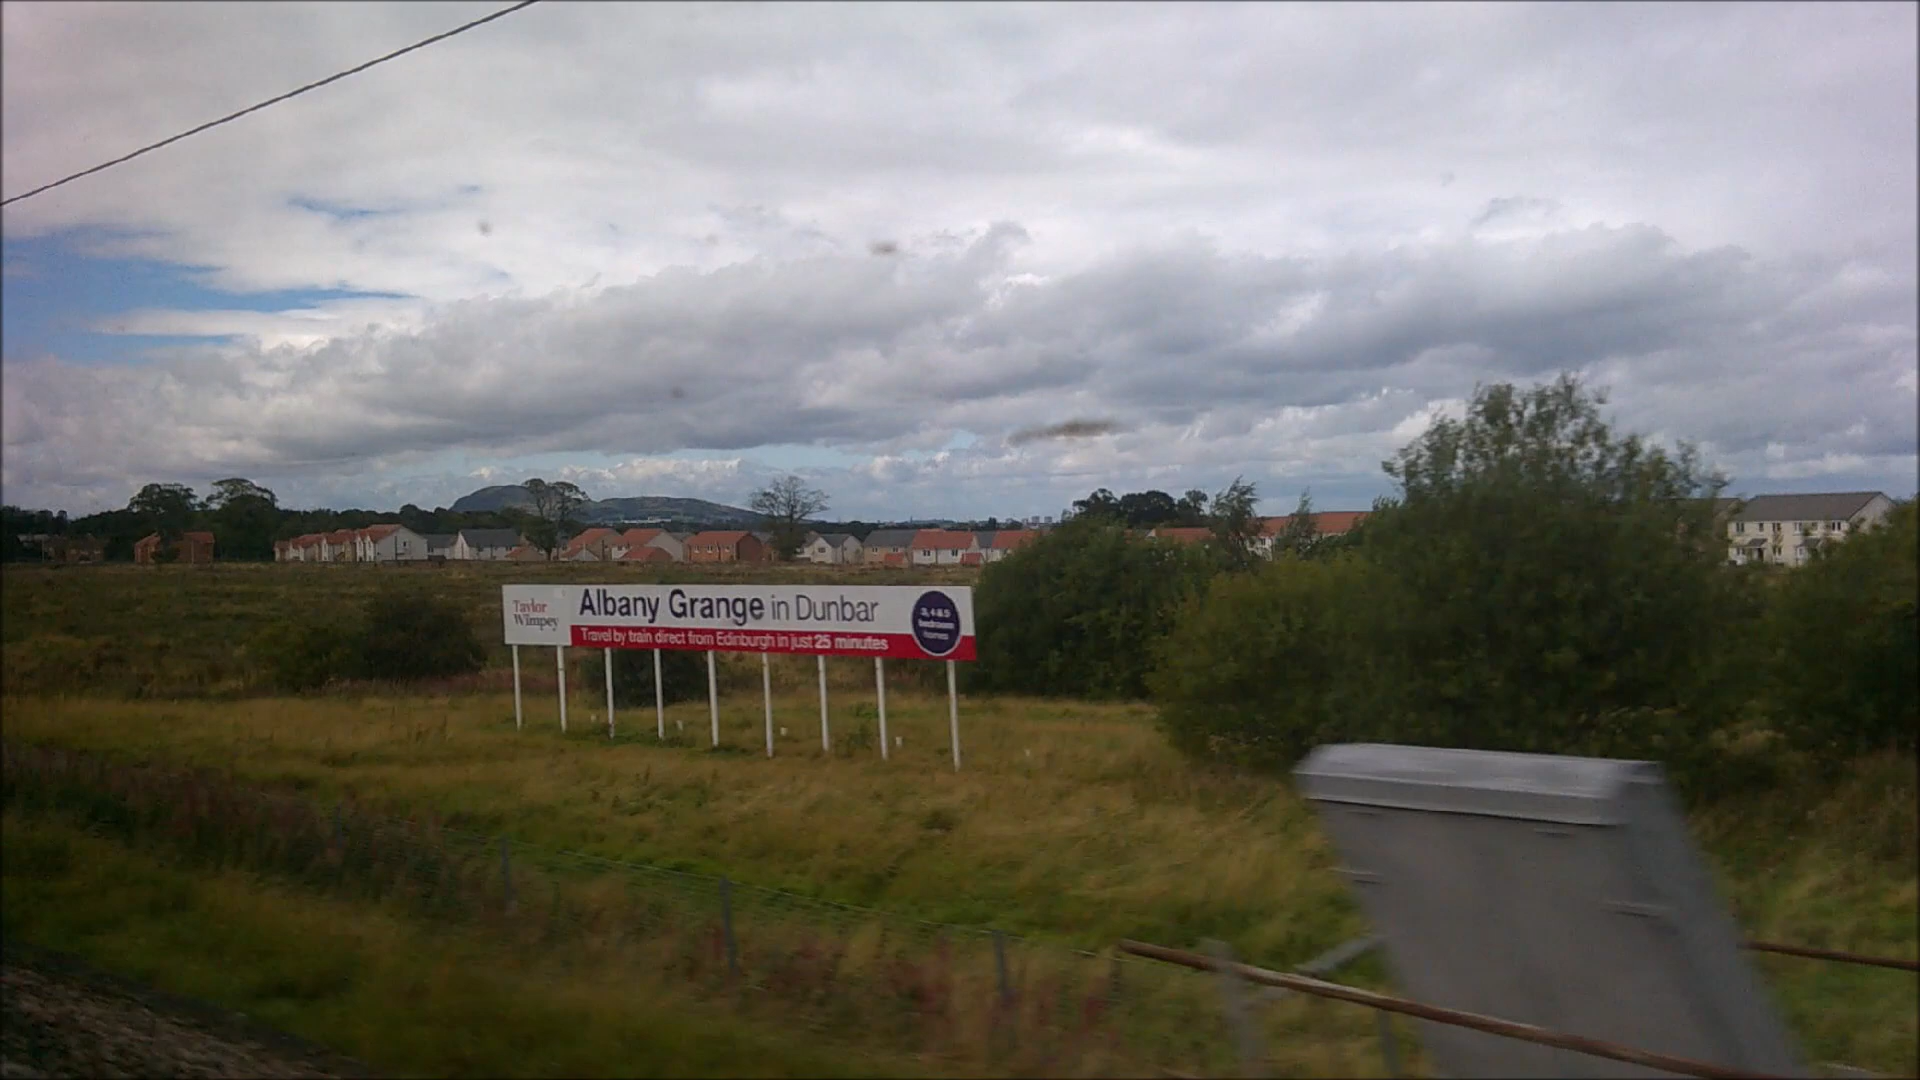 Taylor
Wimpey
Albany Grange in Dunbar
Travel by train direct from Edinburgh in just 25 minutes
3, 4 & 5
bedroom
homes